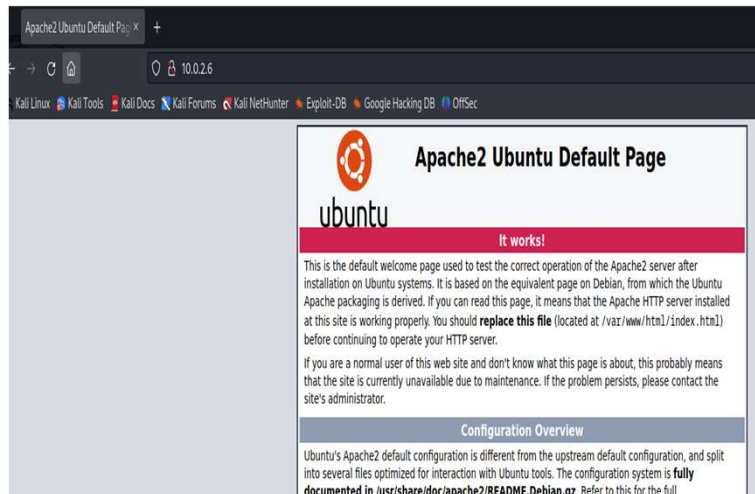 Apache2 Ubuntu Default Pag
10.0.2.6
Kali Linux Kali Tools Kali Docs Kali Forums Kali NetHunter Exploit-DB Google Hacking DB OffSec
Apache2 Ubuntu Default Page
ubuntu
It works!
This is the default welcome page used to test the correct operation of the Apache2 server after
installation on Ubuntu systems. It is based on the equivalent page on Debian, from which the Ubuntu
Apache packaging is derived. If you can read this page, it means that the Apache HTTP server installed
at this site is working properly. You should replace this file (located at /var/www/html/index.html)
before continuing to operate your HTTP server.
If you are a normal user of this web site and don't know what this page is about, this probably means
that the site is currently unavailable due to maintenance. If the problem persists, please contact the
site's administrator.
Configuration Overview
Ubuntu's Apache2 default configuration is different from the upstream default configuration, and split
into several files optimized for interaction with Ubuntu tools. The configuration system is fully
documented in /usr/share/doc/apache2/README.Debian.gz. Refer to this for the full